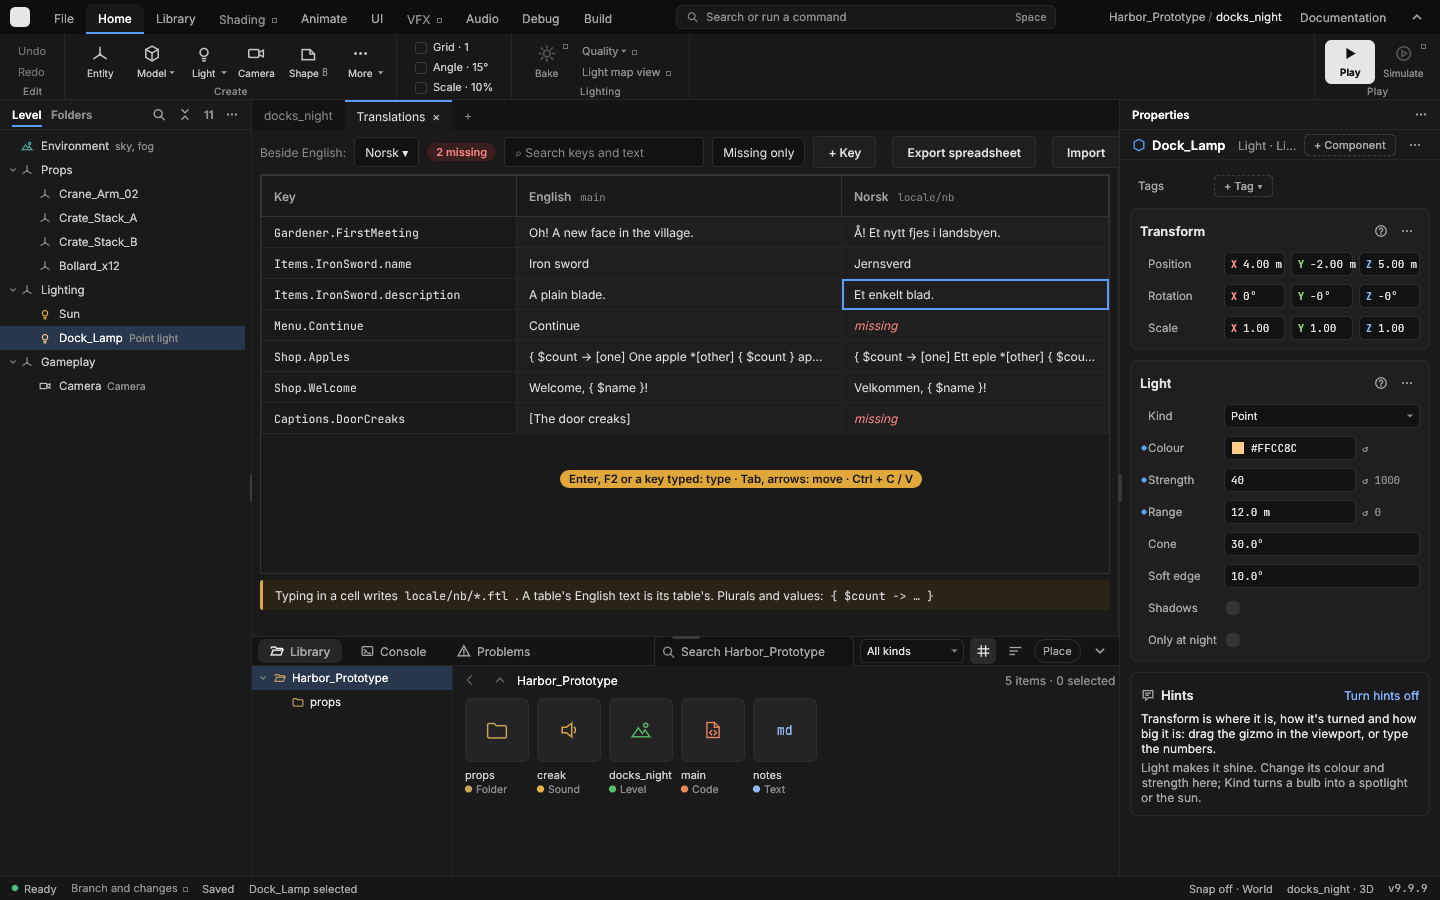 File Home Library Shading Animate UI VFX Audio Debug Build
Search or run a command Space
Harbor_Prototype / docks_night Documentation
Undo
Redo
Edit
Entity Model Light Camera Shape B More
Create
Grid · 1
Angle · 15°
Scale · 10%
Bake
Quality
Light map view
Lighting
Play Simulate
Play
Level Folders 11
Environment sky, fog
Props
Crane_Arm_02
Crate_Stack_A
Crate_Stack_B
Bollard_x12
Lighting
Sun
Dock_Lamp Point light
Gameplay
Camera Camera
docks_night Translations × +
Beside English: Norsk ▾ 2 missing Search keys and text Missing only + Key Export spreadsheet Import
Key English main Norsk locale/nb
Gardener.FirstMeeting Oh! A new face in the village. Å! Et nytt fjes i landsbyen.
Items.IronSword.name Iron sword Jernsverd
Items.IronSword.description A plain blade. Et enkelt blad.
Menu.Continue Continue missing
Shop.Apples { $count → [one] One apple *[other] { $count } ap... { $count → [one] Ett eple *[other] { $cou...
Shop.Welcome Welcome, { $name }! Velkommen, { $name }!
Captions.DoorCreaks [The door creaks] missing
Enter, F2 or a key typed: type · Tab, arrows: move · Ctrl + C / V
Typing in a cell writes locale/nb/*.ftl . A table's English text is its table's. Plurals and values: { $count -> … }
Library Console Problems Search Harbor_Prototype All kinds Place
Harbor_Prototype
props
Harbor_Prototype 5 items · 0 selected
md
props creak docks_night main notes
Folder Sound Level Code Text
Properties
Dock_Lamp Light · Li... + Component
Tags + Tag ▾
Transform
Position X 4.00 m Y -2.00 m Z 5.00 m
Rotation X 0° Y -0° Z -0°
Scale X 1.00 Y 1.00 Z 1.00
Light
Kind Point
Colour #FFCC8C
Strength 40 1000
Range 12.0 m 0
Cone 30.0°
Soft edge 10.0°
Shadows
Only at night
Hints Turn hints off
Transform is where it is, how it's turned and how
big it is: drag the gizmo in the viewport, or type
the numbers.
Light makes it shine. Change its colour and
strength here; Kind turns a bulb into a spotlight
or the sun.
Ready Branch and changes Saved Dock_Lamp selected
Snap off · World docks_night · 3D v9.9.9